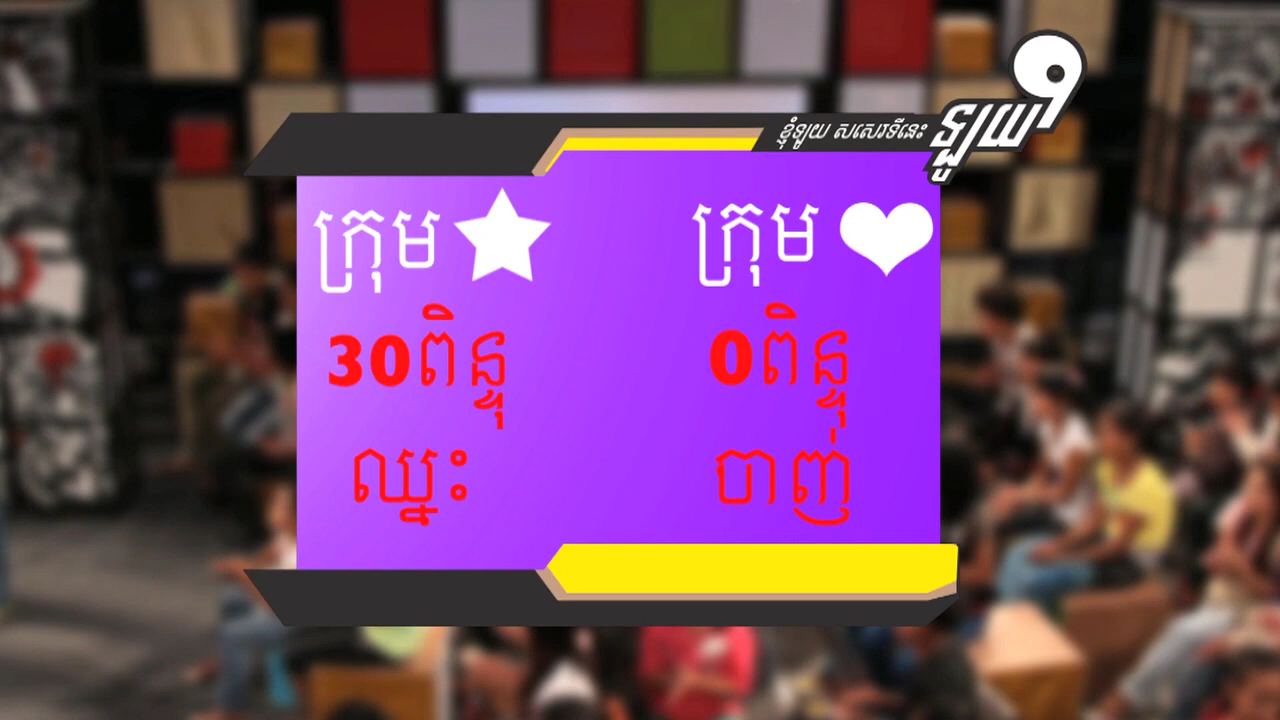 ខ្ញុំឡូយ សសេរទីនេះ
ឡូយ9
ក្រុម
ក្រុម
30ពិន្ទុ
0ពិន្ទុ
ឈ្នះ
ចាញ់